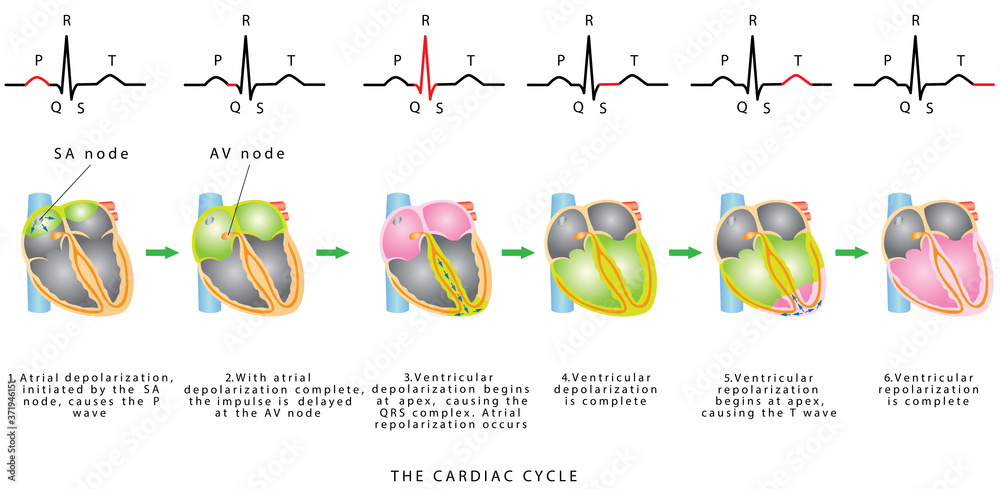 R
P
T
Q
S
R
P
T
Q
S
R
P
T
Q
S
R
P
T
Q
S
R
P
T
Q
S
R
P
T
Q
S
SA node
AV node
1.Atrial depolarization,
initiated by the SA
node, causes the P
wave
2.With atrial
depolarization complete,
the impulse is delayed
at the AV node
3.Ventricular
depolarization begins
at apex, causing the
QRS complex. Atrial
repolarization occurs
4.Ventricular
depolarization
is complete
5.Ventricular
repolarization
begins at apex,
causing the T wave
6.Ventricular
repolarization
is complete
THE CARDIAC CYCLE
Adobe Stock | #371946151